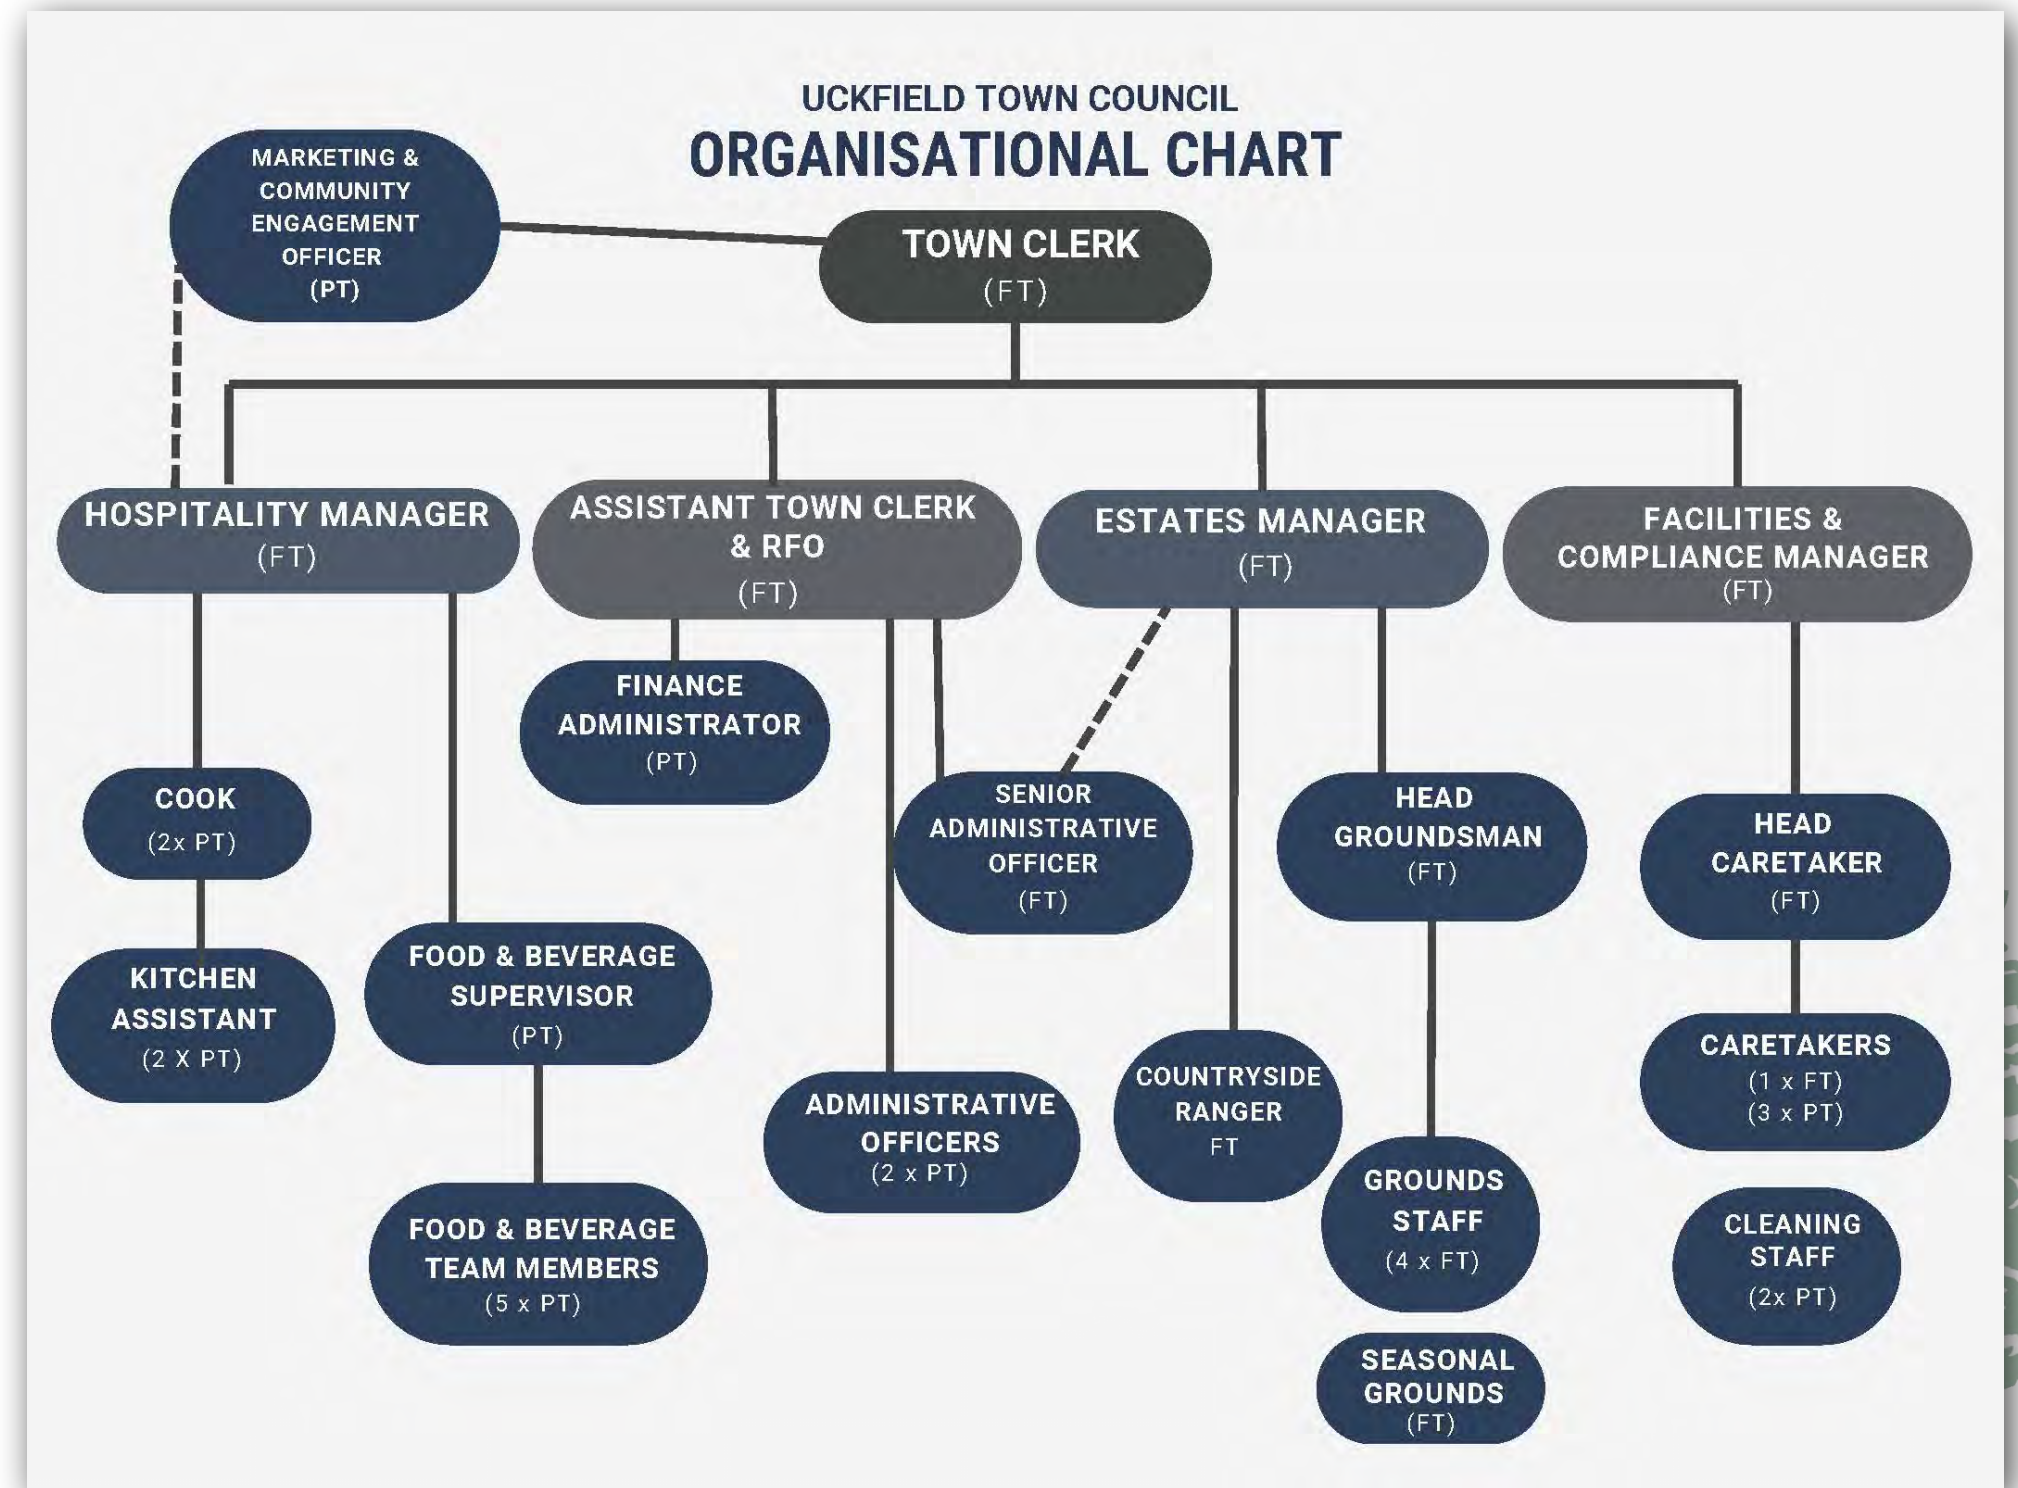 UCKFIELD TOWN COUNCIL
ORGANISATIONAL CHART
MARKETING &
COMMUNITY
ENGAGEMENT
OFFICER
(PT)
TOWN CLERK
(FT)
HOSPITALITY MANAGER
(FT)
ASSISTANT TOWN CLERK
& RFO
(FT)
ESTATES MANAGER
(FT)
FACILITIES &
COMPLIANCE MANAGER
(FT)
FINANCE
ADMINISTRATOR
(PT)
COOK
(2x PT)
SENIOR
ADMINISTRATIVE
OFFICER
(FT)
HEAD
GROUNDSMAN
(FT)
HEAD
CARETAKER
(FT)
KITCHEN
ASSISTANT
(2 X PT)
FOOD & BEVERAGE
SUPERVISOR
(PT)
ADMINISTRATIVE
OFFICERS
(2 x PT)
COUNTRYSIDE
RANGER
FT
CARETAKERS
(1 x FT)
(3 x PT)
FOOD & BEVERAGE
TEAM MEMBERS
(5 x PT)
GROUNDS
STAFF
(4 x FT)
CLEANING
STAFF
(2x PT)
SEASONAL
GROUNDS
(FT)